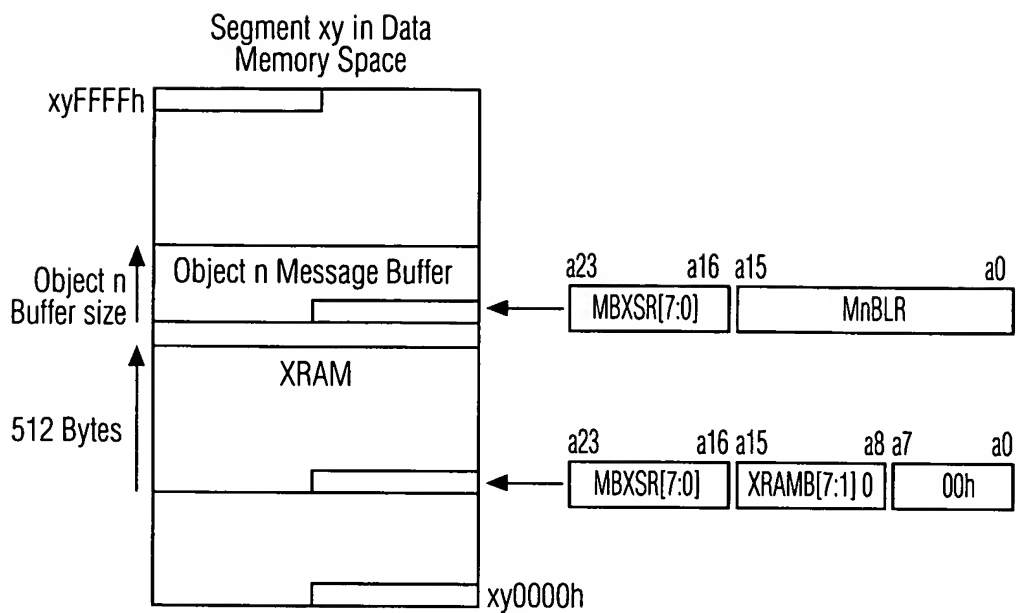 Segment xy in Data
Memory Space
xyFFFFh
Object n
Buffer size
Object n Message Buffer
a23 a16 a15 a0
MBXSR[7:0] MnBLR
XRAM
512 Bytes
a23 a16 a15 a8 a7 a0
MBXSR[7:0] XRAMB[7:1] 0 00h
xy0000h